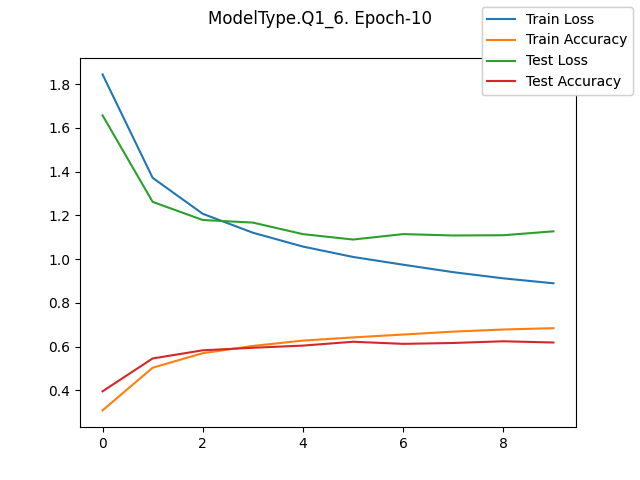 ModelType.Q1_6. Epoch-10
Train Loss
Train Accuracy
Test Loss
Test Accuracy
1.8
1.6
1.4
1.2
1.0
0.8
0.6
0.4
0 2 4 6 8